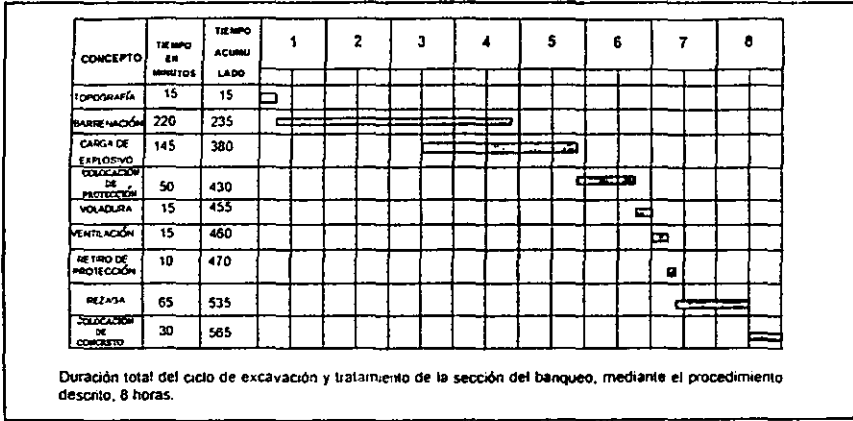 CONCEPTO TIEMPO EN MINUTOS TIEMPO ACUMU LADO 1 2 3 4 5 6 7 8
TOPOGRAFÍA 15 15
BARRENACIÓN 220 235
CARGA DE EXPLOSIVO 145 380
COLOCACIÓN DE PROTECCIÓN 50 430
VOLADURA 15 455
VENTILACIÓN 15 460
RETIRO DE PROTECCIÓN 10 470
REZAGA 65 535
COLOCACIÓN DE CONCRETO 30 565
Duración total del ciclo de excavación y tratamiento de la sección del banqueo, mediante el procedimiento
descrito, 8 horas.